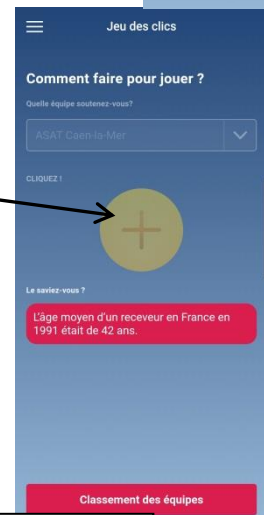 Jeu des clics
Comment faire pour jouer ?
Quelle équipe soutenez-vous?
ASAT Caen-la-Mer
CLIQUEZ !
Le saviez-vous ?
L'âge moyen d'un receveur en France en
1991 était de 42 ans.
Classement des équipes